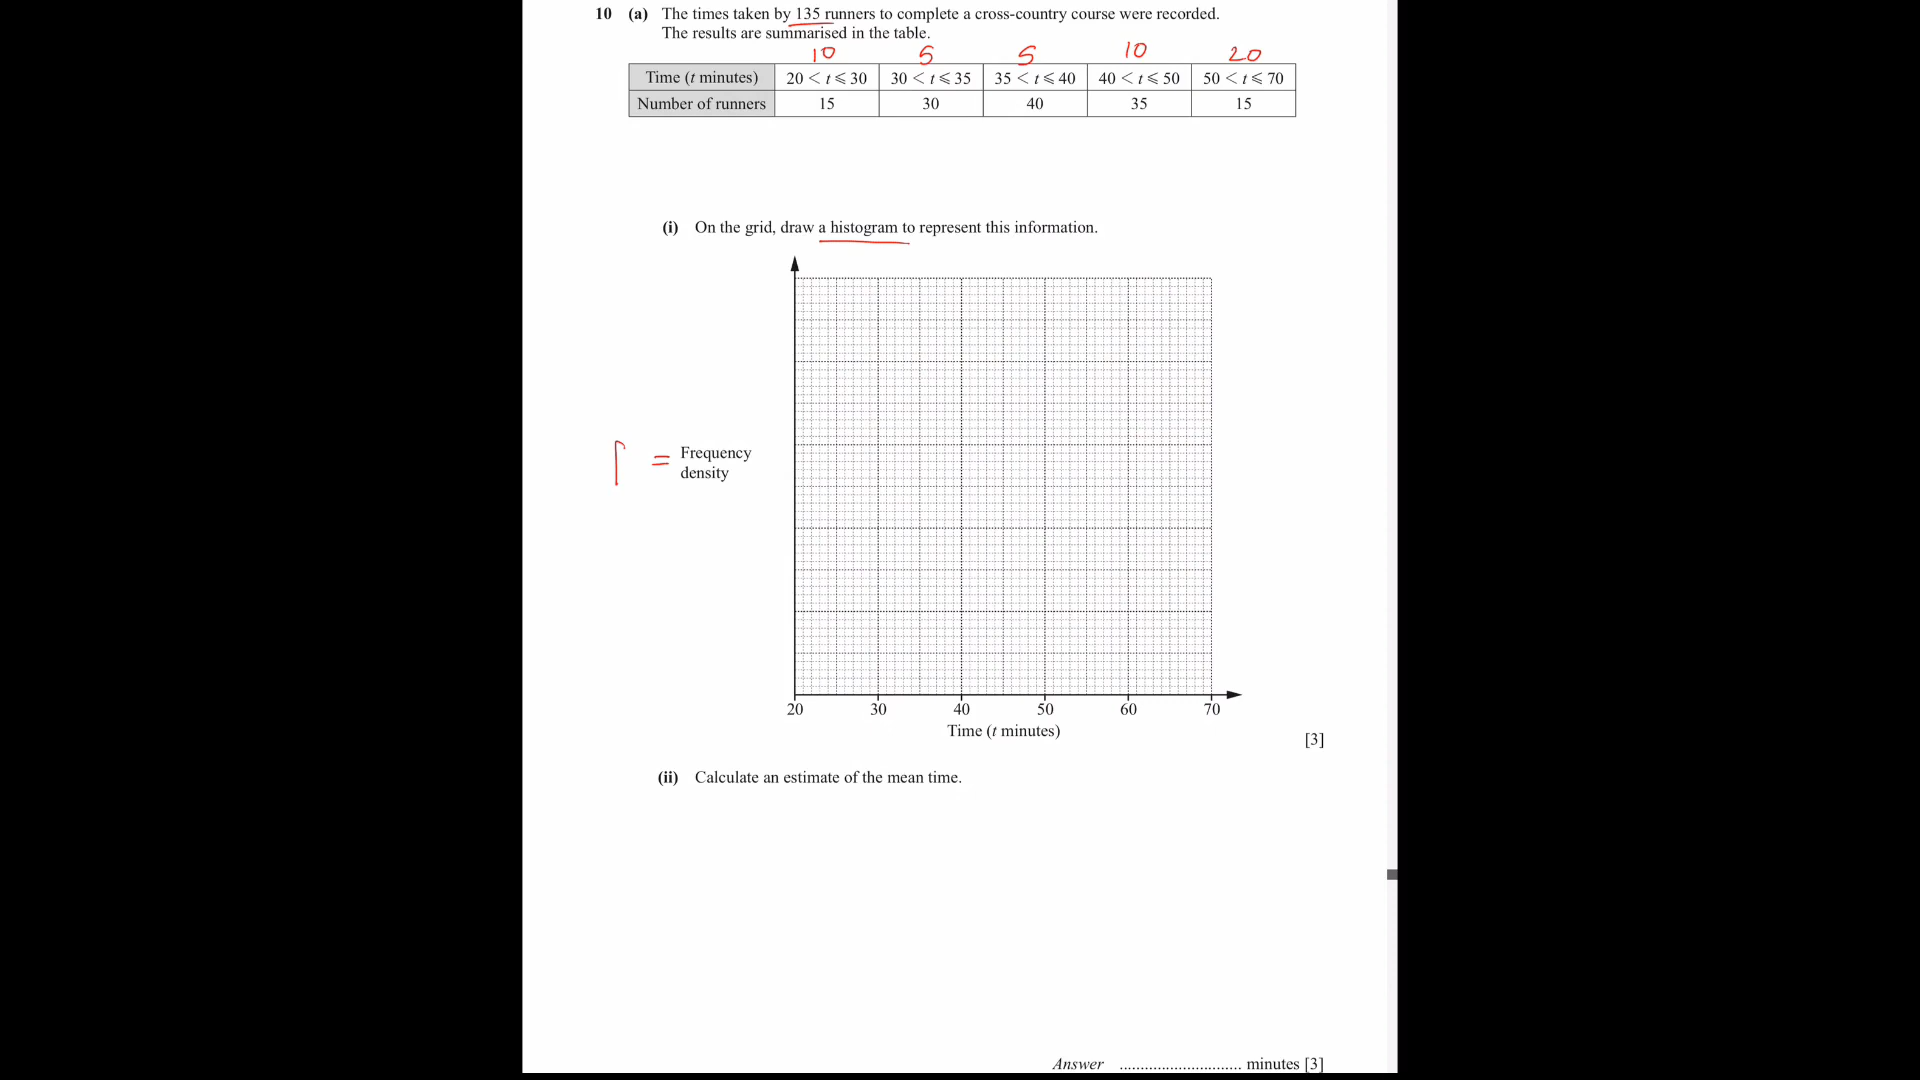 10 (a) The times taken by 135 runners to complete a cross-country course were recorded.
The results are summarised in the table.
10 5 5 10 20
Time (t minutes) 20 < t ⩽ 30 30 < t ⩽ 35 35 < t ⩽ 40 40 < t ⩽ 50 50 < t ⩽ 70
Number of runners 15 30 40 35 15
(i) On the grid, draw a histogram to represent this information.
= Frequency
density
20 30 40 50 60 70
Time (t minutes)
[3]
(ii) Calculate an estimate of the mean time.
Answer ............................. minutes [3]